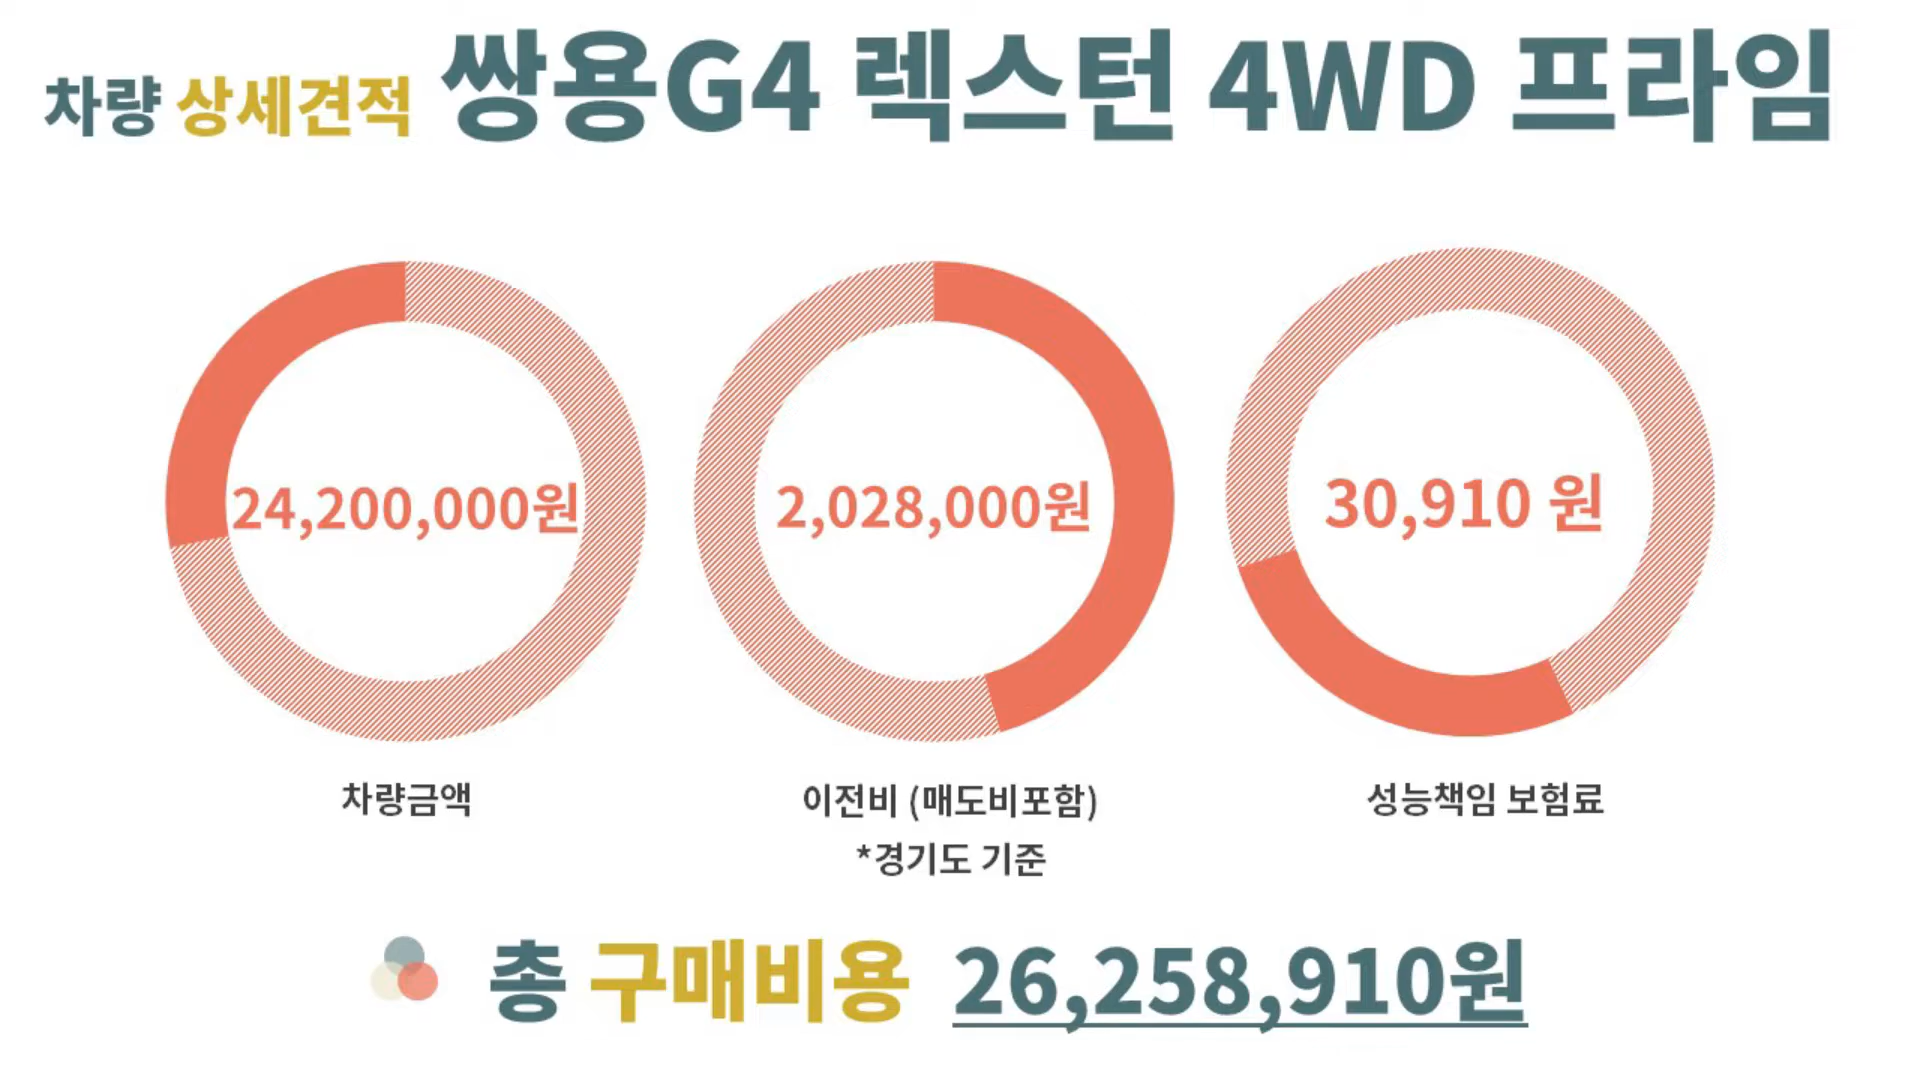 차량 상세견적 쌍용G4 렉스턴 4WD 프라임
24,200,000원
2,028,000원
30,910 원
차량금액
이전비 (매도비포함)
*경기도 기준
성능책임 보험료
총 구매비용 26,258,910원